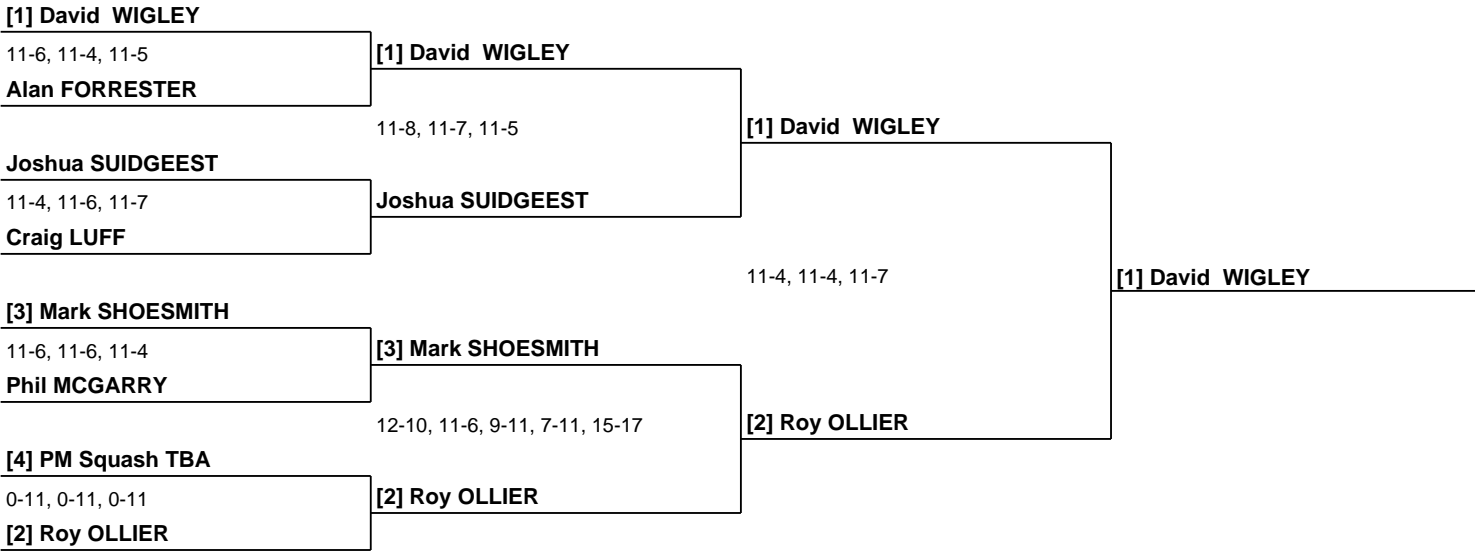 [1] David  WIGLEY
11-6, 11-4, 11-5
Alan FORRESTER
[1] David  WIGLEY
11-8, 11-7, 11-5
[1] David  WIGLEY
Joshua SUIDGEEST
11-4, 11-6, 11-7
Craig LUFF
Joshua SUIDGEEST
11-4, 11-4, 11-7
[1] David  WIGLEY
[3] Mark SHOESMITH
11-6, 11-6, 11-4
Phil MCGARRY
[3] Mark SHOESMITH
12-10, 11-6, 9-11, 7-11, 15-17
[2] Roy OLLIER
[4] PM Squash TBA
0-11, 0-11, 0-11
[2] Roy OLLIER
[2] Roy OLLIER